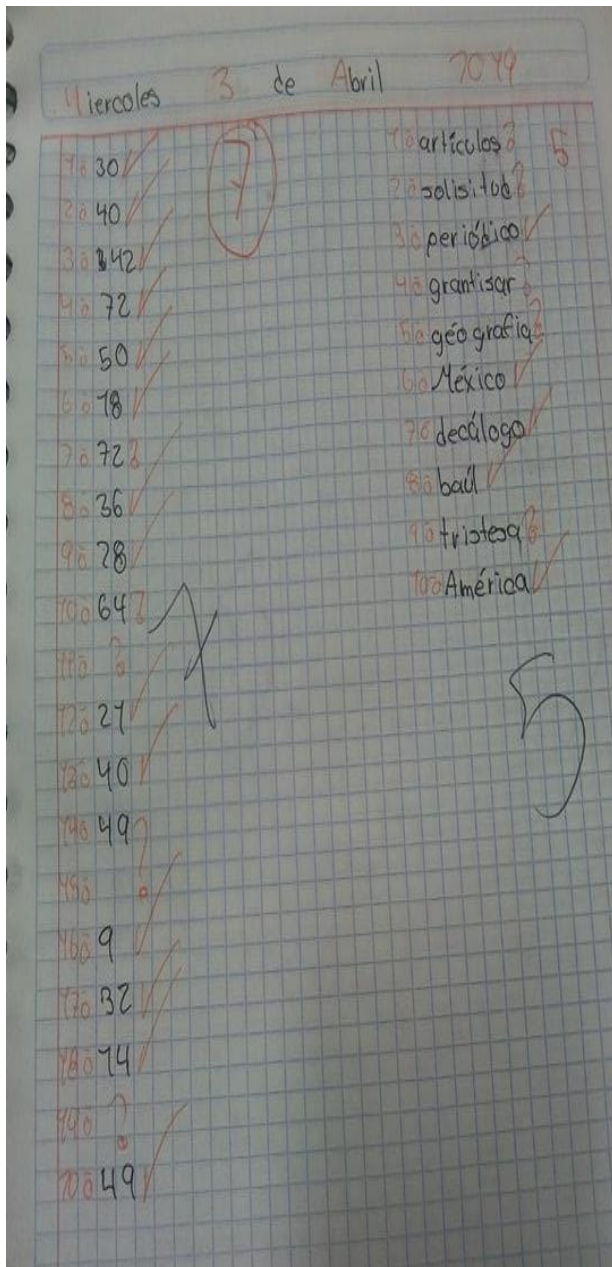 Miercoles 3 de Abril 2019
7
1° 30
2° 40
3° 342
4° 72
5° 50
6° 18
7° 72?
8° 36
9° 28
10° 64?
11° ?
12° 21
13° 40
14° 49?
15°
16° 9
17° 32
18° 14
19° ?
20° 49
7
5
1° artículos?
2° solisitud?
3° periódico
4° grantisar?
5° géografia?
6° México
7° decálogo
8° baúl
9° tristesa?
10° América
5